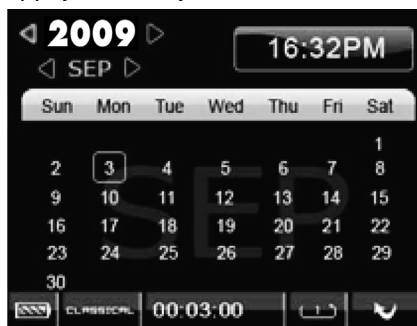 2009
16:32PM
SEP
Sun Mon Tue Wed Thu Fri Sat
1
2 3 4 5 6 7 8
9 10 11 12 13 14 15
16 17 18 19 20 21 22
23 24 25 26 27 28 29
30
SEP
CLASSICAL 00:03:00